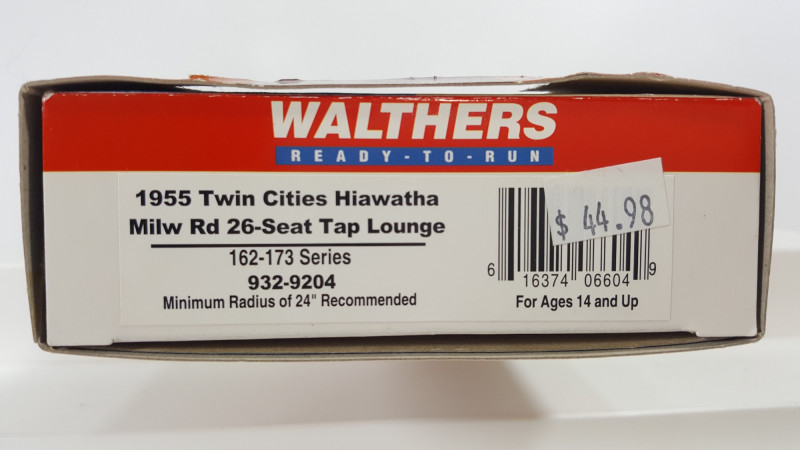 WALTHERS
READY-TO-RUN
1955 Twin Cities Hiawatha
Milw Rd 26-Seat Tap Lounge
162-173 Series
932-9204
Minimum Radius of 24" Recommended
$ 44.98
6 16374 06604 9
For Ages 14 and Up